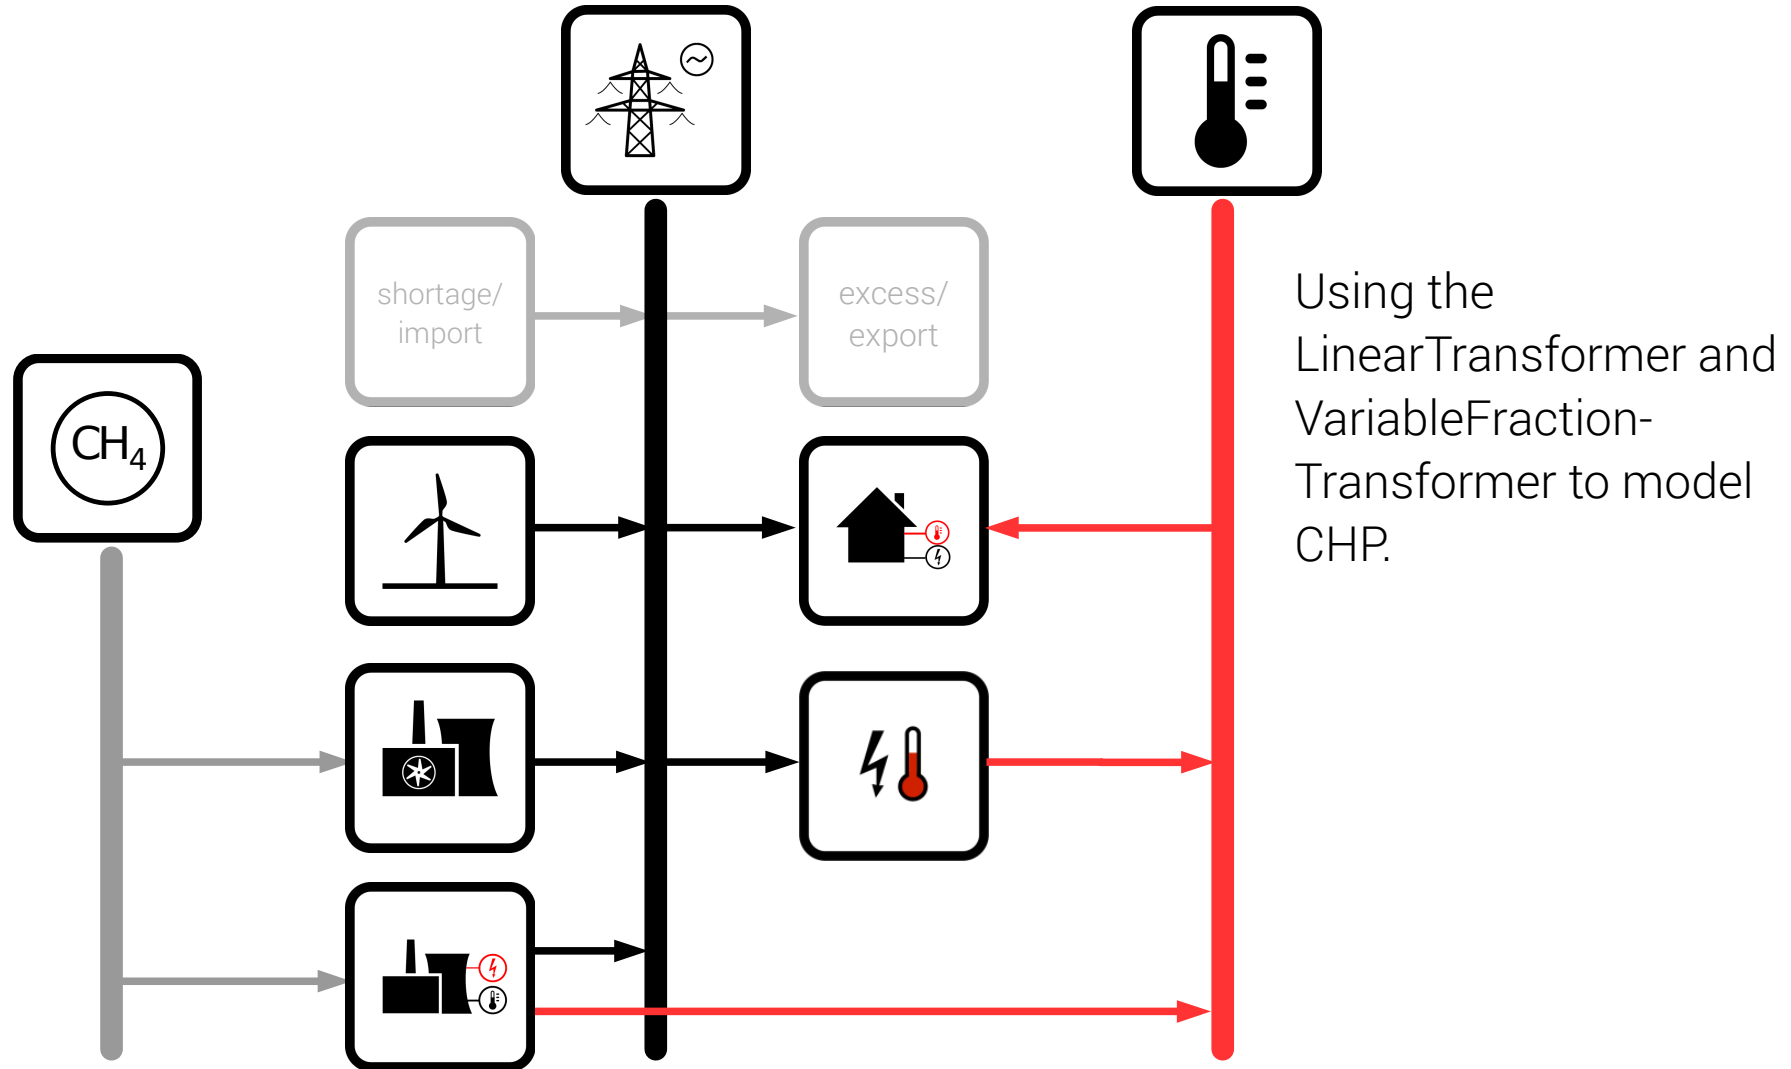 shortage/
import
excess/
export
CH₄
Using the
LinearTransformer and
VariableFraction-
Transformer to model
CHP.